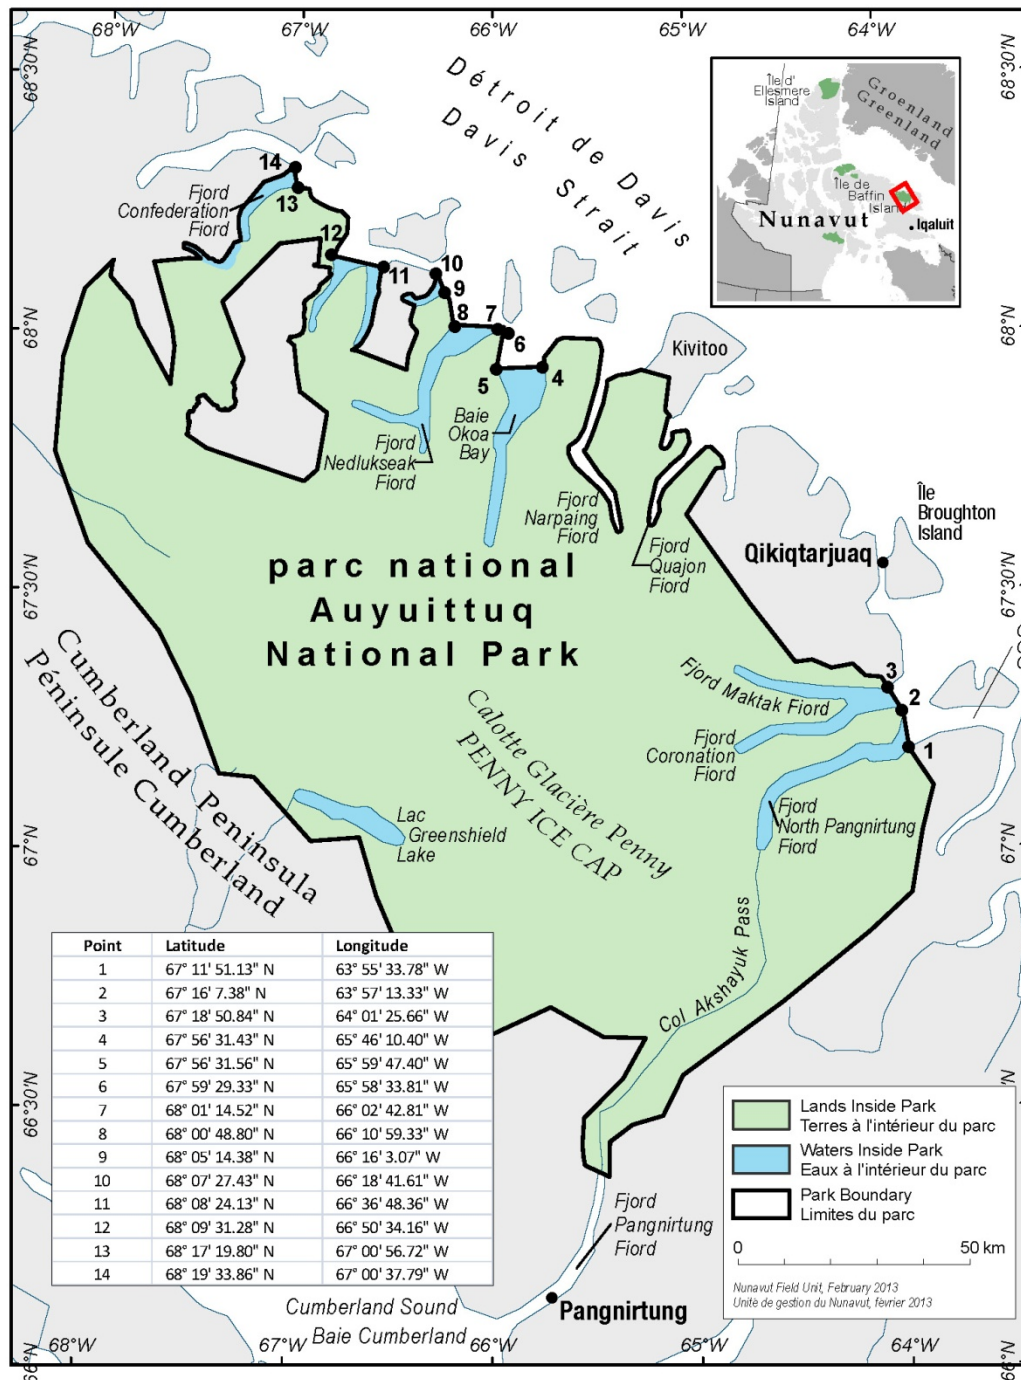 68°W
67°W
66°W
65°W
64°W
68°30'N
68°30'N
Détroit de Davis
Davis Strait
Île d'
Ellesmere
Island
Groenland
Greenland
Île de
Baffin
Island
Nunavut
Iqaluit
14
13
Fjord
Confederation
Fiord
12
11
10
9
8
7
6
5
4
68°N
68°N
Kivitoo
Baie
Okoa
Bay
Fjord
Nedlukseak
Fiord
Fjord
Narpaing
Fiord
Fjord
Quajon
Fiord
Île
Broughton
Island
Qikiqtarjuaq
parc national
Auyuittuq
National Park
67°30'N
67°30'N
Cumberland Peninsula
Péninsule Cumberland
3
2
1
Fjord Maktak Fiord
Fjord
Coronation
Fiord
Calotte Glacière Penny
PENNY ICE CAP
Fjord
North Pangnirtung
Fiord
Lac
Greenshield
Lake
67°N
67°N
Col Akshayuk Pass
Point Latitude Longitude
1 67° 11' 51.13" N 63° 55' 33.78" W
2 67° 16' 7.38" N 63° 57' 13.33" W
3 67° 18' 50.84" N 64° 01' 25.66" W
4 67° 56' 31.43" N 65° 46' 10.40" W
5 67° 56' 31.56" N 65° 59' 47.40" W
6 67° 59' 29.33" N 65° 58' 33.81" W
7 68° 01' 14.52" N 66° 02' 42.81" W
8 68° 00' 48.80" N 66° 10' 59.33" W
9 68° 05' 14.38" N 66° 16' 3.07" W
10 68° 07' 27.43" N 66° 18' 41.61" W
11 68° 08' 24.13" N 66° 36' 48.36" W
12 68° 09' 31.28" N 66° 50' 34.16" W
13 68° 17' 19.80" N 67° 00' 56.72" W
14 68° 19' 33.86" N 67° 00' 37.79" W
66°30'N
66°30'N
Lands Inside Park
Terres à l'intérieur du parc
Waters Inside Park
Eaux à l'intérieur du parc
Park Boundary
Limites du parc
0 50 km
Nunavut Field Unit, February 2013
Unité de gestion du Nunavut, février 2013
Fjord
Pangnirtung
Fiord
Cumberland Sound
Baie Cumberland
Pangnirtung
66°N
66°N
68°W
67°W
66°W
65°W
64°W